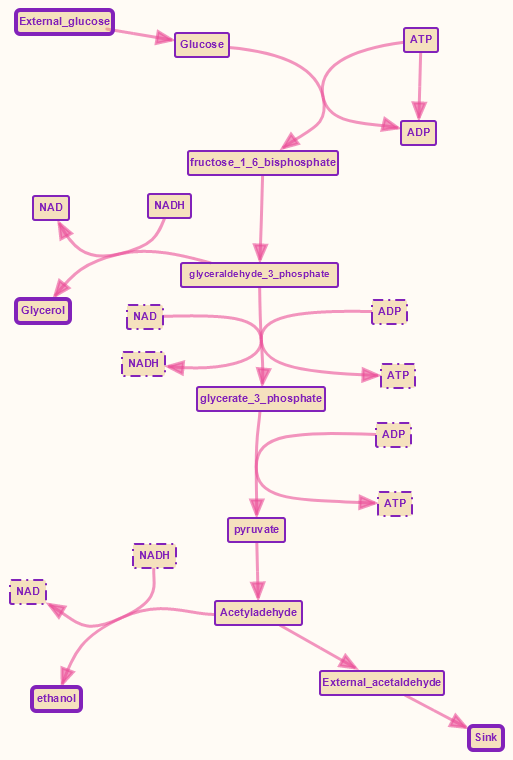 External_glucose
Glucose
ATP
ADP
fructose_1_6_bisphosphate
NAD
NADH
glyceraldehyde_3_phosphate
Glycerol
NAD
ADP
NADH
ATP
glycerate_3_phosphate
ADP
ATP
pyruvate
NADH
NAD
Acetyladehyde
External_acetaldehyde
ethanol
Sink